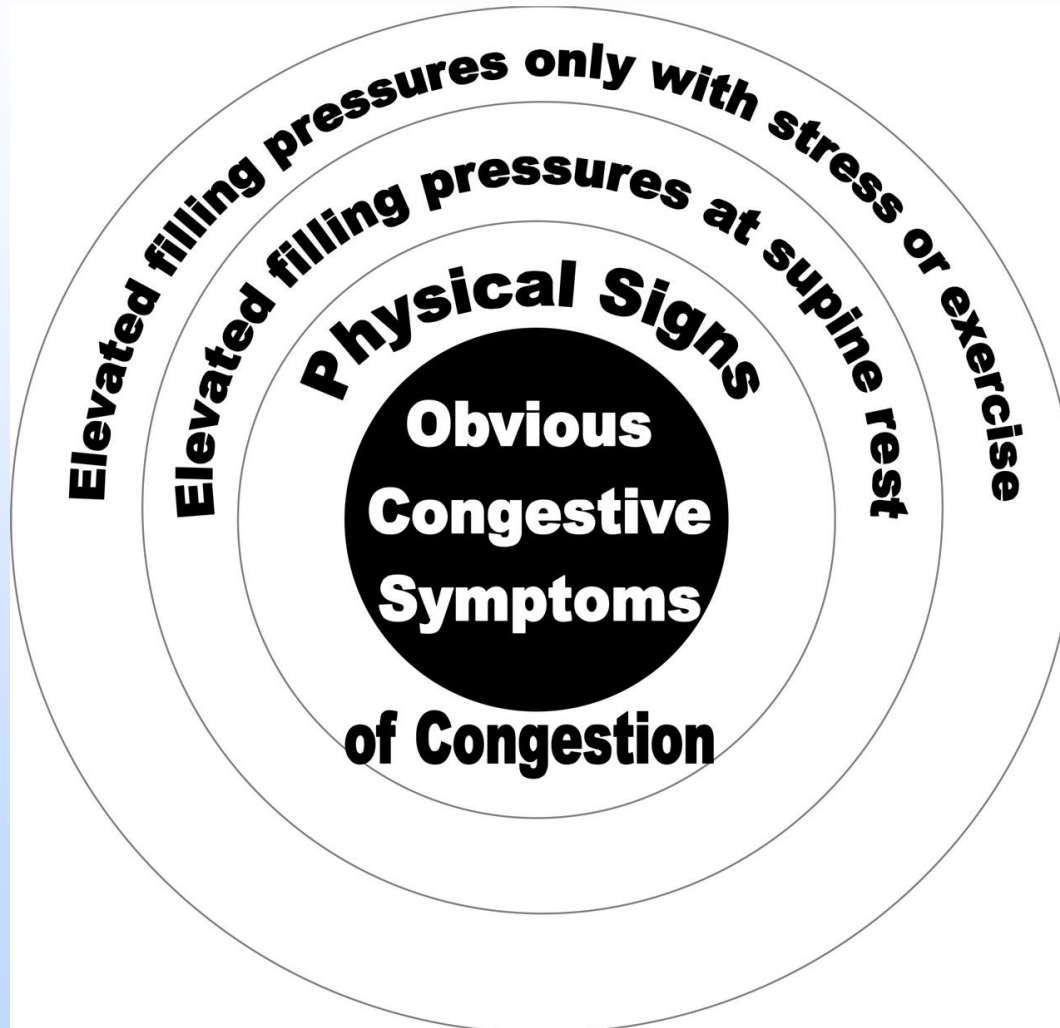 Elevated filling pressures only with stress or exercise
Elevated filling pressures at supine rest
Physical Signs
Obvious
Congestive
Symptoms
of Congestion